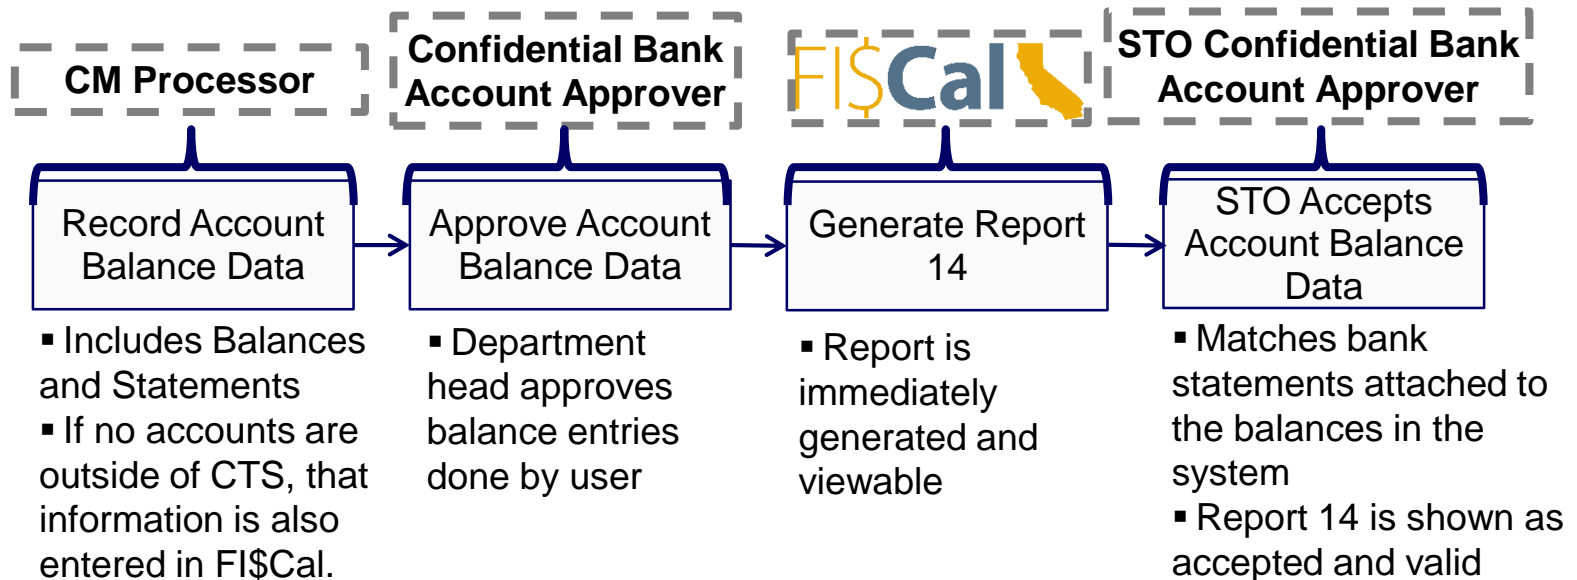 CM Processor
Confidential Bank
Account Approver
FI$Cal
STO Confidential Bank
Account Approver
Record Account
Balance Data
Approve Account
Balance Data
Generate Report
14
STO Accepts
Account Balance
Data
▪ Includes Balances
and Statements
▪ If no accounts are
outside of CTS, that
information is also
entered in FI$Cal.
▪ Department
head approves
balance entries
done by user
▪ Report is
immediately
generated and
viewable
▪ Matches bank
statements attached to
the balances in the
system
▪ Report 14 is shown as
accepted and valid